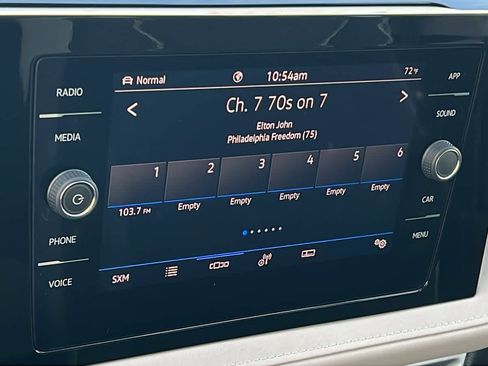 RADIO
MEDIA
PHONE
VOICE
Normal
10:54am
72°F
Ch. 7 70s on 7
Elton John
Philadelphia Freedom (75)
1 2 3 4 5 6
103.7 FM Empty Empty Empty Empty Empty
SXM
APP
SOUND
CAR
MENU